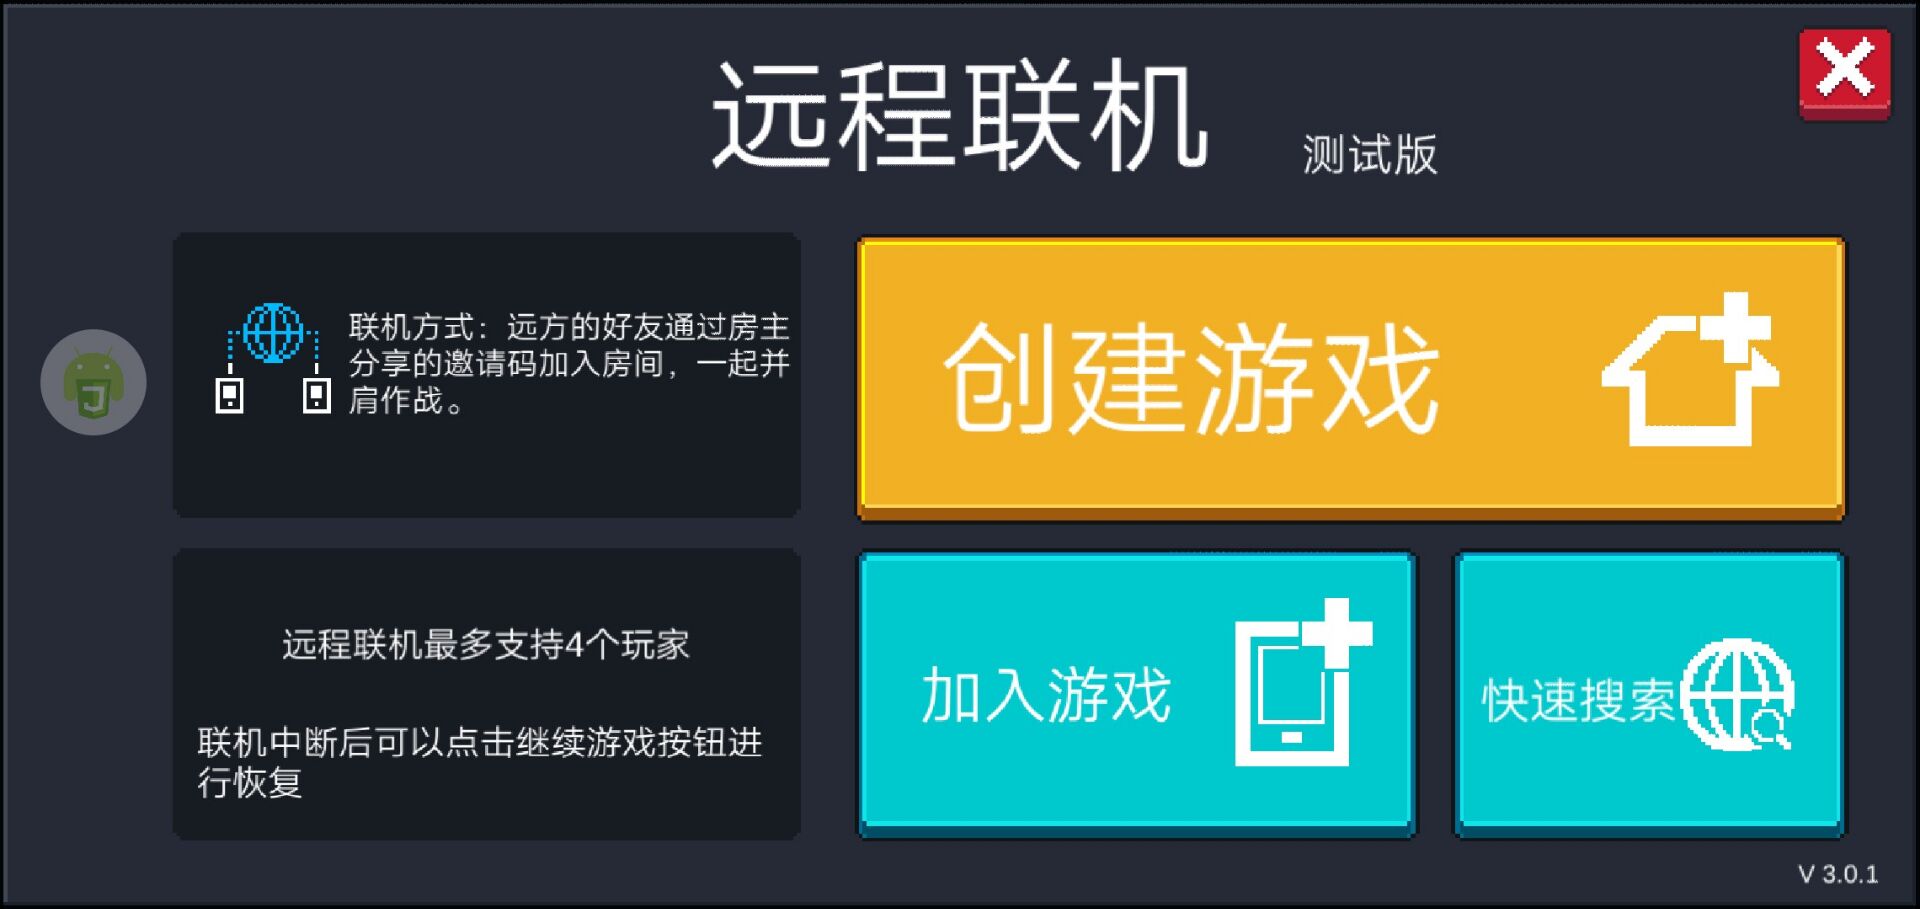 远程联机
测试版
联机方式：远方的好友通过房主
分享的邀请码加入房间，一起并
肩作战。
创建游戏
远程联机最多支持4个玩家
联机中断后可以点击继续游戏按钮进
行恢复
加入游戏
快速搜索
V 3.0.1